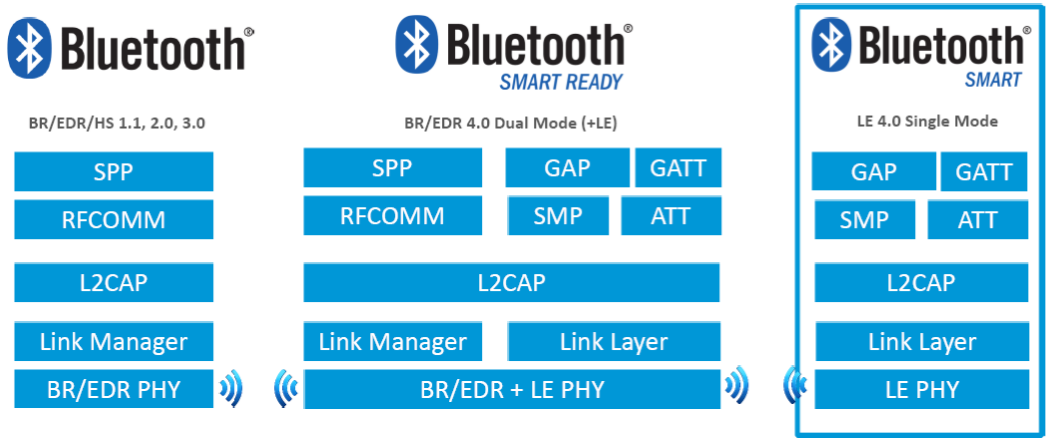 Bluetooth®
BR/EDR/HS 1.1, 2.0, 3.0
SPP
RFCOMM
L2CAP
Link Manager
BR/EDR PHY
Bluetooth®
SMART READY
BR/EDR 4.0 Dual Mode (+LE)
SPP GAP GATT
RFCOMM SMP ATT
L2CAP
Link Manager Link Layer
BR/EDR + LE PHY
Bluetooth®
SMART
LE 4.0 Single Mode
GAP GATT
SMP ATT
L2CAP
Link Layer
LE PHY